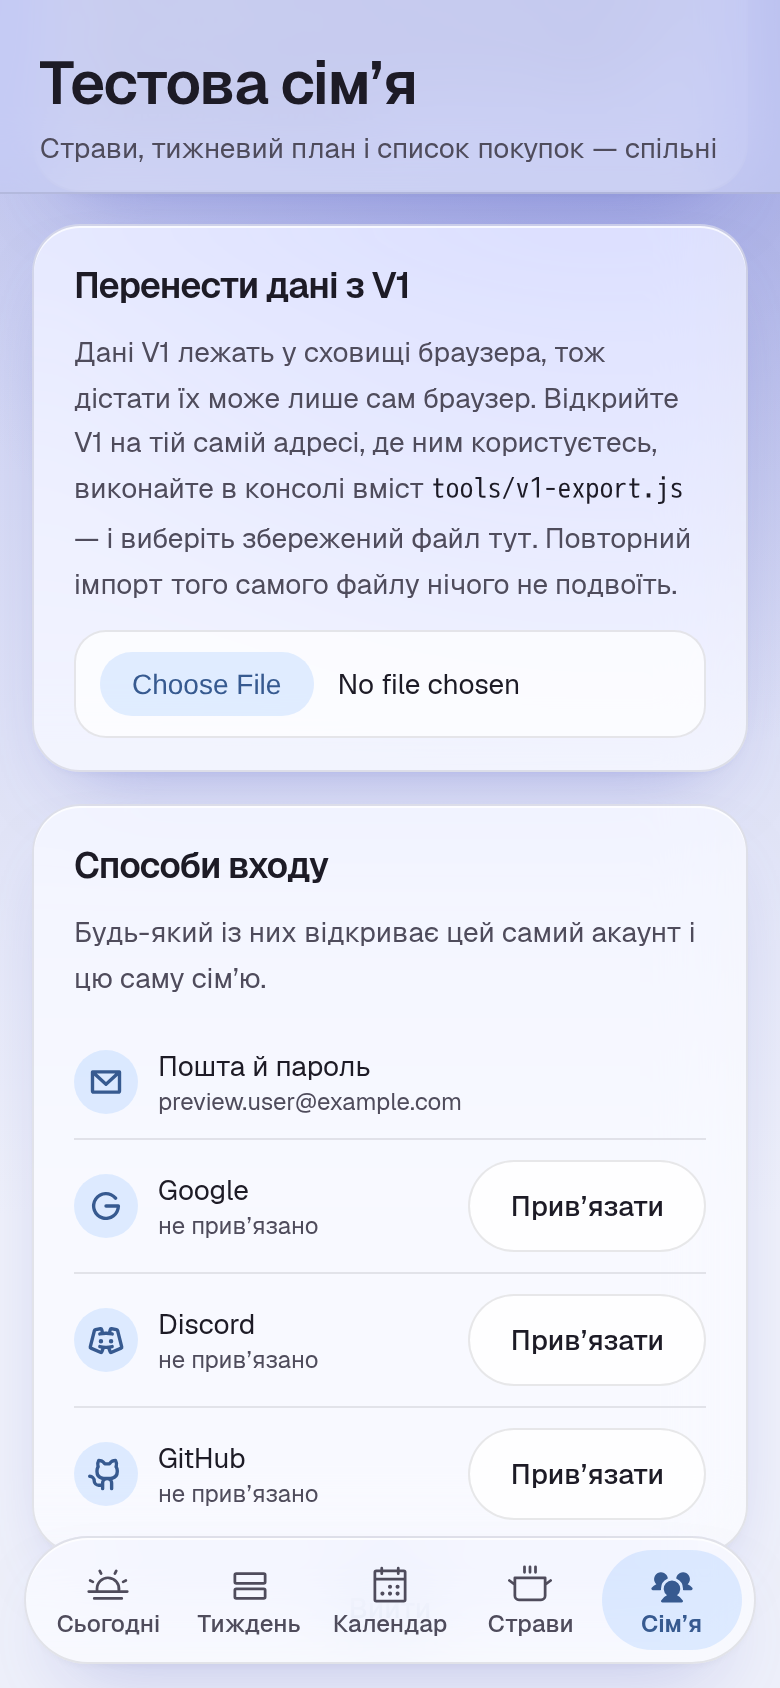 Тестова сім’я
Страви, тижневий план і список покупок — спільні
Перенести дані з V1
Дані V1 лежать у сховищі браузера, тож
дістати їх може лише сам браузер. Відкрийте
V1 на тій самій адресі, де ним користуєтесь,
виконайте в консолі вміст tools/v1-export.js
— і виберіть збережений файл тут. Повторний
імпорт того самого файлу нічого не подвоїть.
Choose File No file chosen
Способи входу
Будь-який із них відкриває цей самий акаунт і
цю саму сім’ю.
Пошта й пароль
preview.user@example.com
Google
не прив’язано
Прив’язати
Discord
не прив’язано
Прив’язати
GitHub
не прив’язано
Прив’язати
Вийти
Сьогодні Тиждень Календар Страви Сім’я